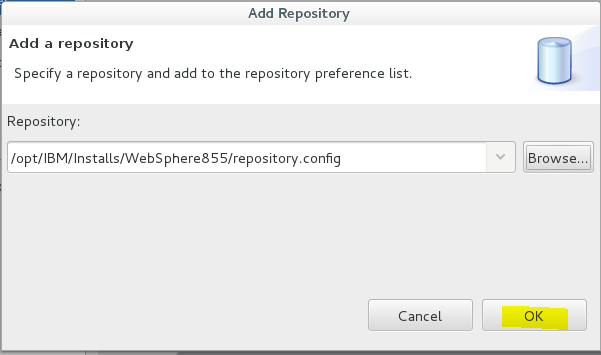 Add Repository
Add a repository
Specify a repository and add to the repository preference list.
Repository:
/opt/IBM/Installs/WebSphere855/repository.config
Browse...
Cancel
OK